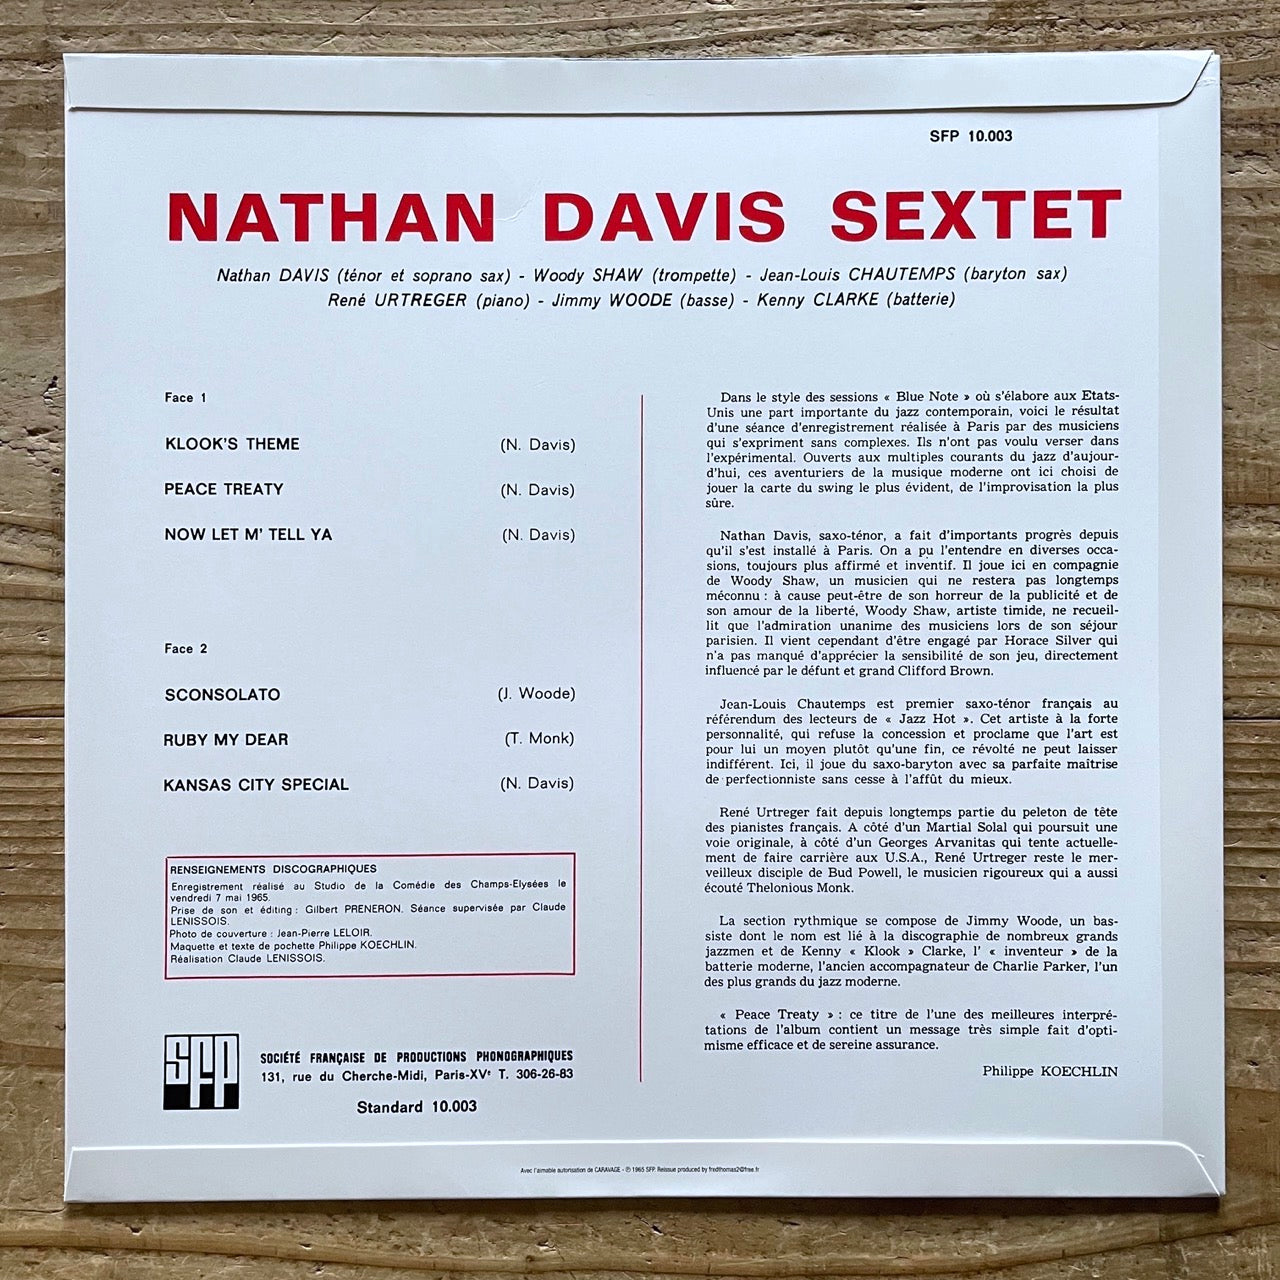 SFP 10.003
NATHAN DAVIS SEXTET
Nathan DAVIS (ténor et soprano sax) - Woody SHAW (trompette) - Jean-Louis CHAUTEMPS (baryton sax)
René URTREGER (piano) - Jimmy WOODE (basse) - Kenny CLARKE (batterie)
Face 1
KLOOK'S THEME (N. Davis)
PEACE TREATY (N. Davis)
NOW LET M' TELL YA (N. Davis)
Face 2
SCONSOLATO (J. Woode)
RUBY MY DEAR (T. Monk)
KANSAS CITY SPECIAL (N. Davis)
RENSEIGNEMENTS DISCOGRAPHIQUES
Enregistrement réalisé au Studio de la Comédie des Champs-Elysées le
vendredi 7 mai 1965.
Prise de son et éditing : Gilbert PRENERON. Séance supervisée par Claude
LENISSOIS.
Photo de couverture : Jean-Pierre LELOIR.
Maquette et texte de pochette Philippe KOECHLIN.
Réalisation Claude LENISSOIS.
SFP
SOCIÉTÉ FRANÇAISE DE PRODUCTIONS PHONOGRAPHIQUES
131, rue du Cherche-Midi, Paris-XVe T. 306-26-83
Standard 10.003
Dans le style des sessions « Blue Note » où s'élabore aux Etats-
Unis une part importante du jazz contemporain, voici le résultat
d'une séance d'enregistrement réalisée à Paris par des musiciens
qui s'expriment sans complexes. Ils n'ont pas voulu verser dans
l'expérimental. Ouverts aux multiples courants du jazz d'aujour-
d'hui, ces aventuriers de la musique moderne ont ici choisi de
jouer la carte du swing le plus évident, de l'improvisation la plus
sûre.
Nathan Davis, saxo-ténor, a fait d'importants progrès depuis
qu'il s'est installé à Paris. On a pu l'entendre en diverses occa-
sions, toujours plus affirmé et inventif. Il joue ici en compagnie
de Woody Shaw, un musicien qui ne restera pas longtemps
méconnu : à cause peut-être de son horreur de la publicité et de
son amour de la liberté, Woody Shaw, artiste timide, ne recueil-
lit que l'admiration unanime des musiciens lors de son séjour
parisien. Il vient cependant d'être engagé par Horace Silver qui
n'a pas manqué d'apprécier la sensibilité de son jeu, directement
influencé par le défunt et grand Clifford Brown.
Jean-Louis Chautemps est premier saxo-ténor français au
référendum des lecteurs de « Jazz Hot ». Cet artiste à la forte
personnalité, qui refuse la concession et proclame que l'art est
pour lui un moyen plutôt qu'une fin, ce révolté ne peut laisser
indifférent. Ici, il joue du saxo-baryton avec sa parfaite maîtrise
de perfectionniste sans cesse à l'affût du mieux.
René Urtreger fait depuis longtemps partie du peleton de tête
des pianistes français. A côté d'un Martial Solal qui poursuit une
voie originale, à côté d'un Georges Arvanitas qui tente actuelle-
ment de faire carrière aux U.S.A., René Urtreger reste le mer-
veilleux disciple de Bud Powell, le musicien rigoureux qui a aussi
écouté Thelonious Monk.
La section rythmique se compose de Jimmy Woode, un bas-
siste dont le nom est lié à la discographie de nombreux grands
jazzmen et de Kenny « Klook » Clarke, l' « inventeur » de la
batterie moderne, l'ancien accompagnateur de Charlie Parker, l'un
des plus grands du jazz moderne.
« Peace Treaty » : ce titre de l'une des meilleures interpré-
tations de l'album contient un message très simple fait d'opti-
misme efficace et de sereine assurance.
Philippe KOECHLIN
Avec l'aimable autorisation de CARAVAGE - ℗ 1965 SFP. Reissue produced by fredthomas2@free.fr